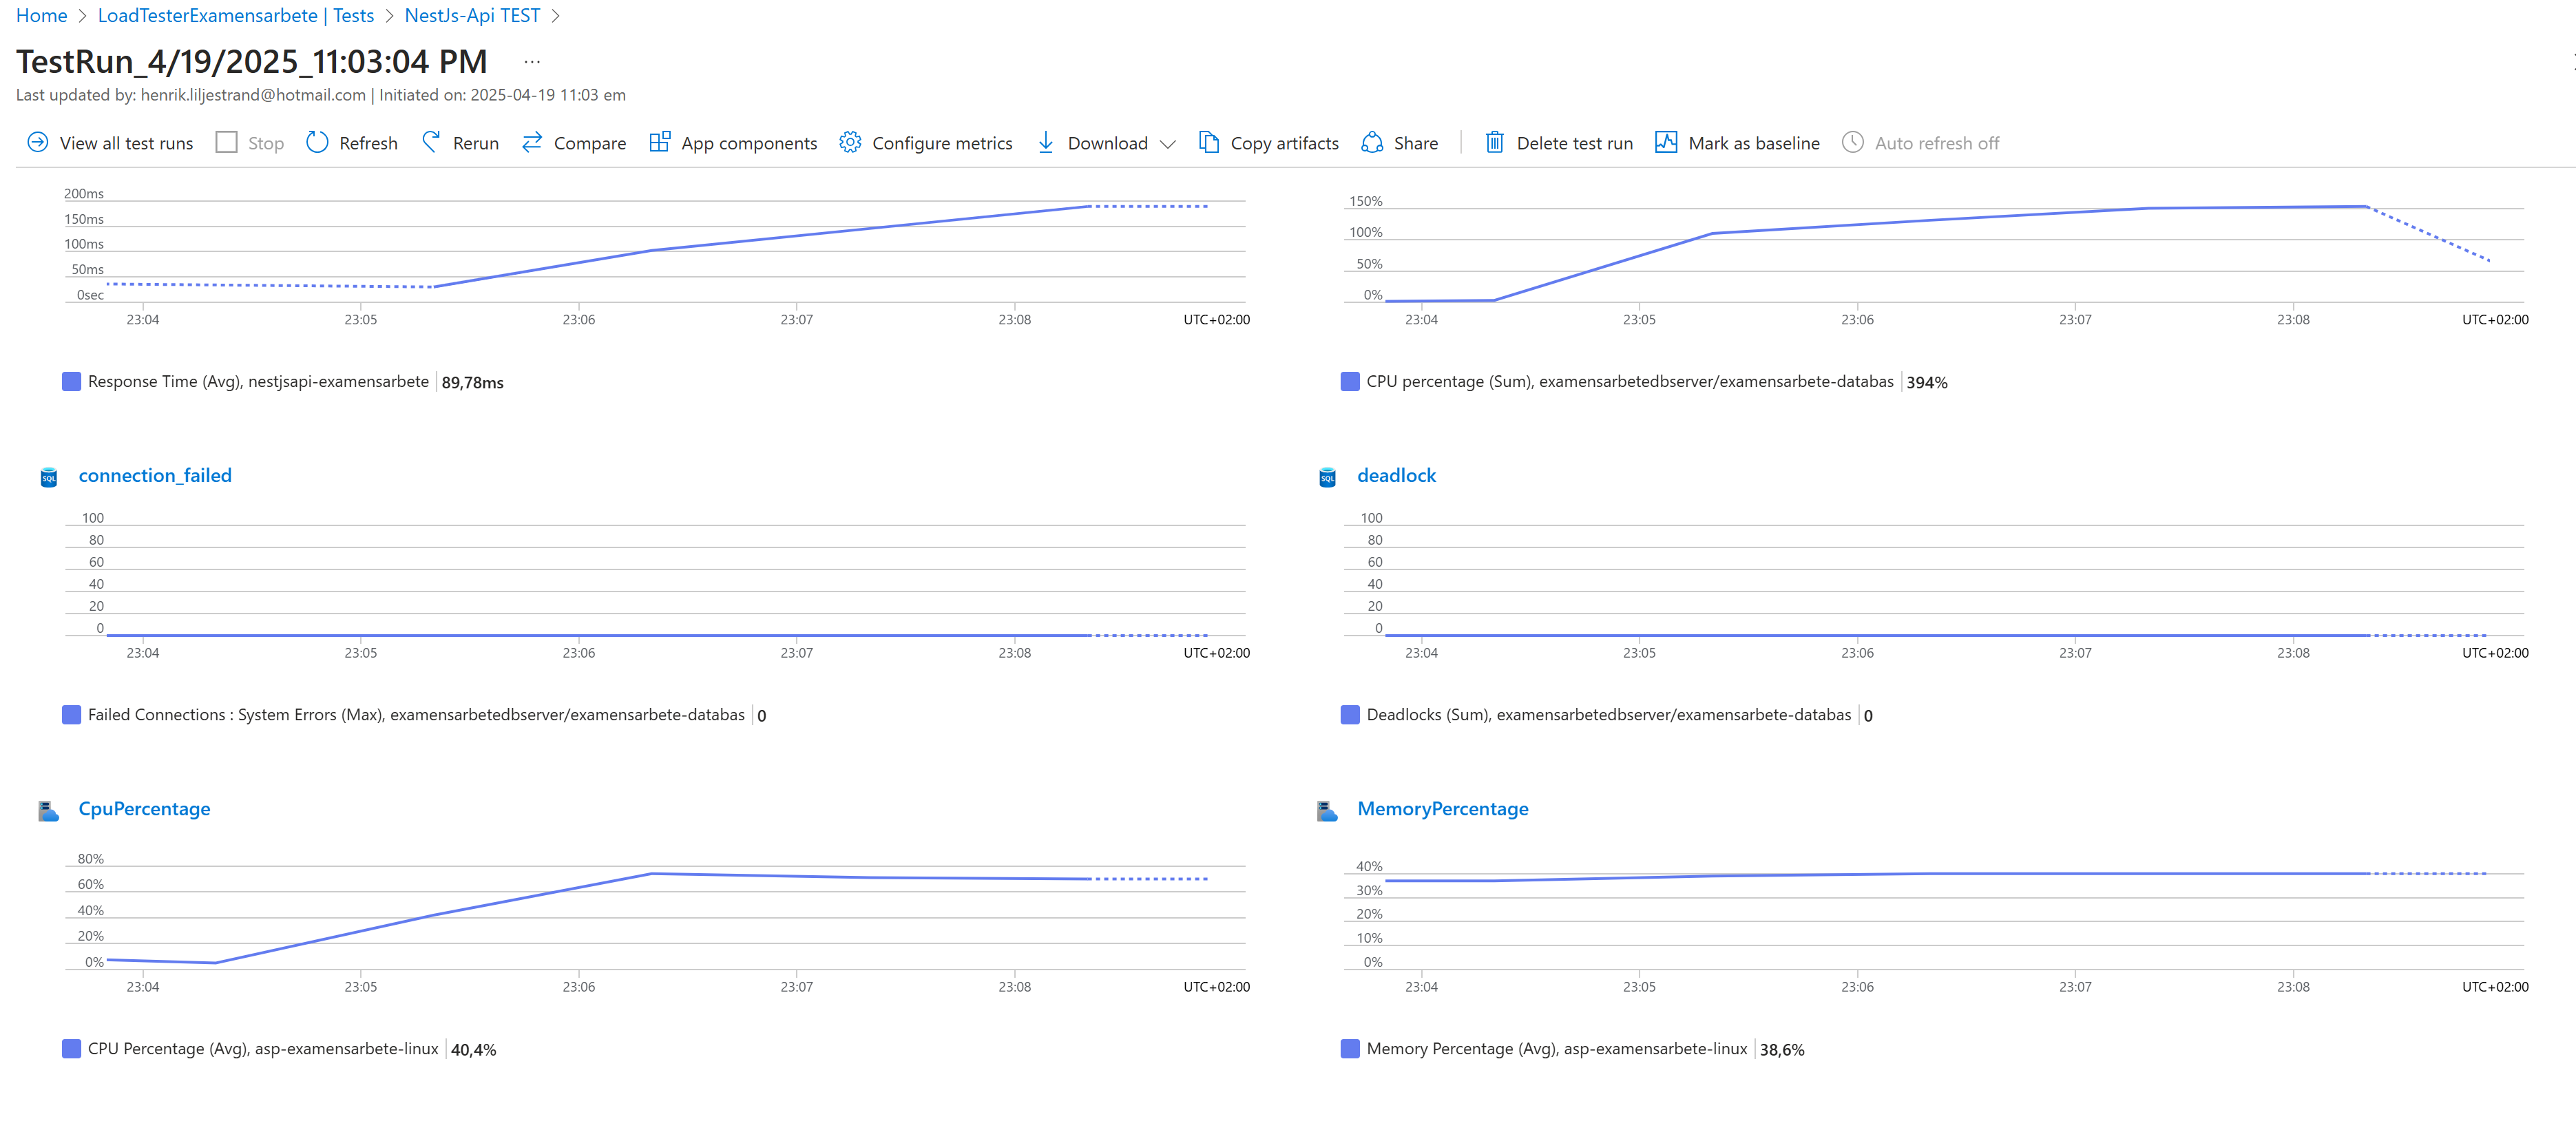 Home > LoadTesterExamensarbete | Tests > NestJs-Api TEST >
TestRun_4/19/2025_11:03:04 PM ...
Last updated by: henrik.liljestrand@hotmail.com | Initiated on: 2025-04-19 11:03 em
View all test runs Stop Refresh Rerun Compare App components Configure metrics Download Copy artifacts Share Delete test run Mark as baseline Auto refresh off
200ms
150ms
100ms
50ms
0sec
23:04 23:05 23:06 23:07 23:08 UTC+02:00
Response Time (Avg), nestjsapi-examensarbete 89,78ms
150%
100%
50%
0%
23:04 23:05 23:06 23:07 23:08 UTC+02:00
CPU percentage (Sum), examensarbetedbserver/examensarbete-databas 394%
SQL connection_failed
100
80
60
40
20
0
23:04 23:05 23:06 23:07 23:08 UTC+02:00
Failed Connections : System Errors (Max), examensarbetedbserver/examensarbete-databas 0
SQL deadlock
100
80
60
40
20
0
23:04 23:05 23:06 23:07 23:08 UTC+02:00
Deadlocks (Sum), examensarbetedbserver/examensarbete-databas 0
CpuPercentage
80%
60%
40%
20%
0%
23:04 23:05 23:06 23:07 23:08 UTC+02:00
CPU Percentage (Avg), asp-examensarbete-linux 40,4%
MemoryPercentage
40%
30%
20%
10%
0%
23:04 23:05 23:06 23:07 23:08 UTC+02:00
Memory Percentage (Avg), asp-examensarbete-linux 38,6%